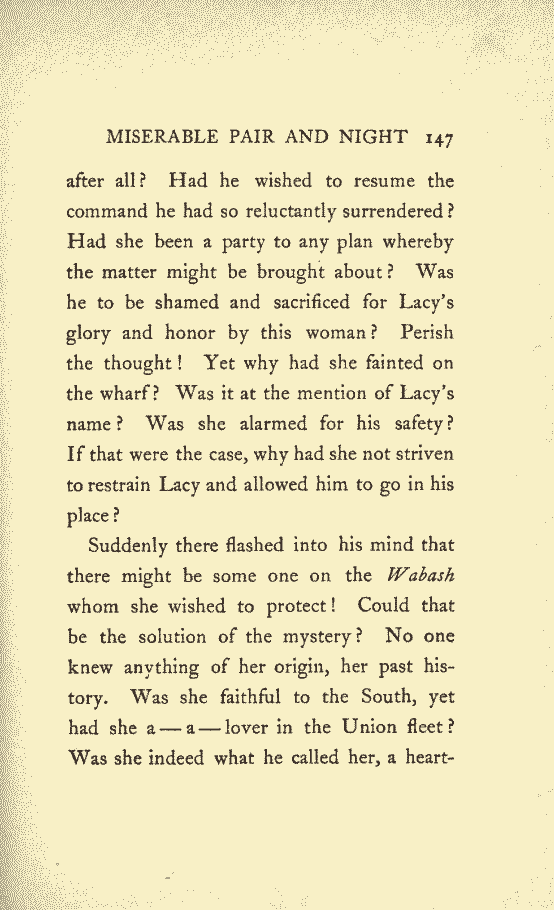 MISERABLE PAIR AND NIGHT 147
after all? Had he wished to resume the
command he had so reluctantly surrendered?
Had she been a party to any plan whereby
the matter might be brought about? Was
he to be shamed and sacrificed for Lacy's
glory and honor by this woman? Perish
the thought! Yet why had she fainted on
the wharf? Was it at the mention of Lacy's
name? Was she alarmed for his safety?
If that were the case, why had she not striven
to restrain Lacy and allowed him to go in his
place?
Suddenly there flashed into his mind that
there might be some one on the Wabash
whom she wished to protect! Could that
be the solution of the mystery? No one
knew anything of her origin, her past his-
tory. Was she faithful to the South, yet
had she a—a—lover in the Union fleet?
Was she indeed what he called her, a heart-